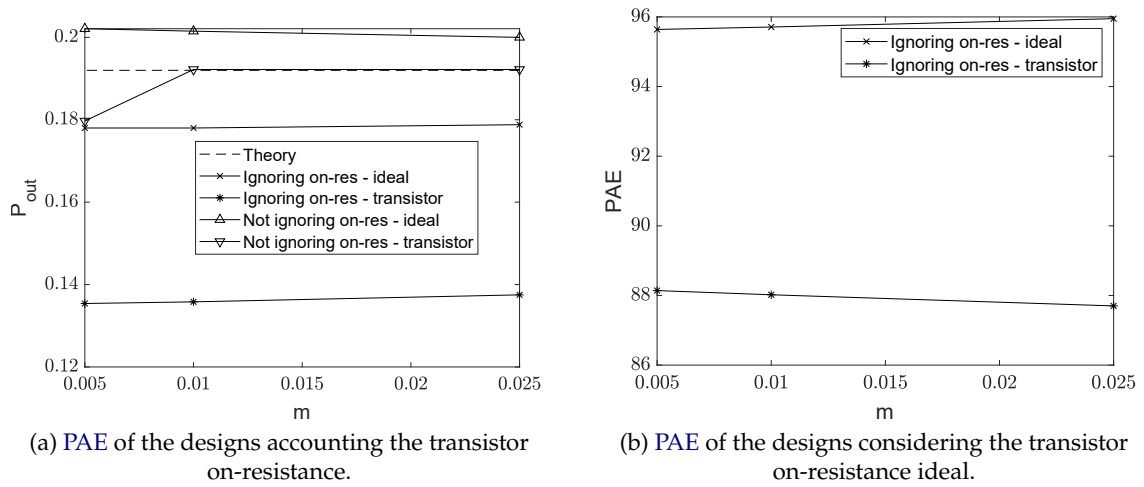 0.2
0.18
0.16
0.14
0.12
P_out
Theory
Ignoring on-res - ideal
Ignoring on-res - transistor
Not ignoring on-res - ideal
Not ignoring on-res - transistor
0.005 0.01 0.015 0.02 0.025
m
(a) PAE of the designs accounting the transistor
on-resistance.
96
94
92
90
88
86
PAE
Ignoring on-res - ideal
Ignoring on-res - transistor
0.005 0.01 0.015 0.02 0.025
m
(b) PAE of the designs considering the transistor
on-resistance ideal.